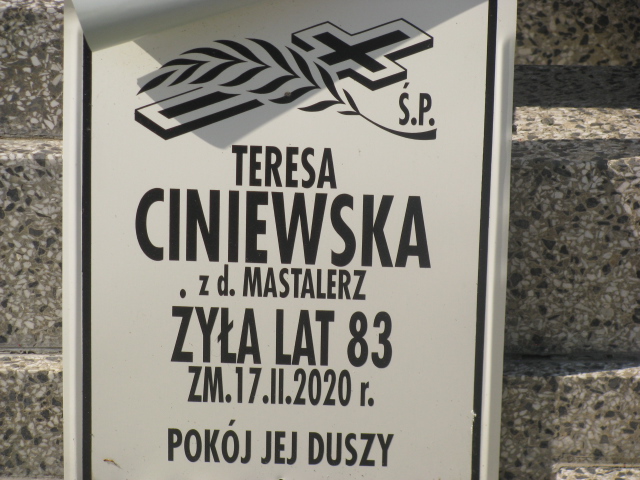 Ś.P.
TERESA
CINIEWSKA
z d. MASTALERZ
ŻYŁA LAT 83
ZM.17.II.2020 r.
POKÓJ JEJ DUSZY